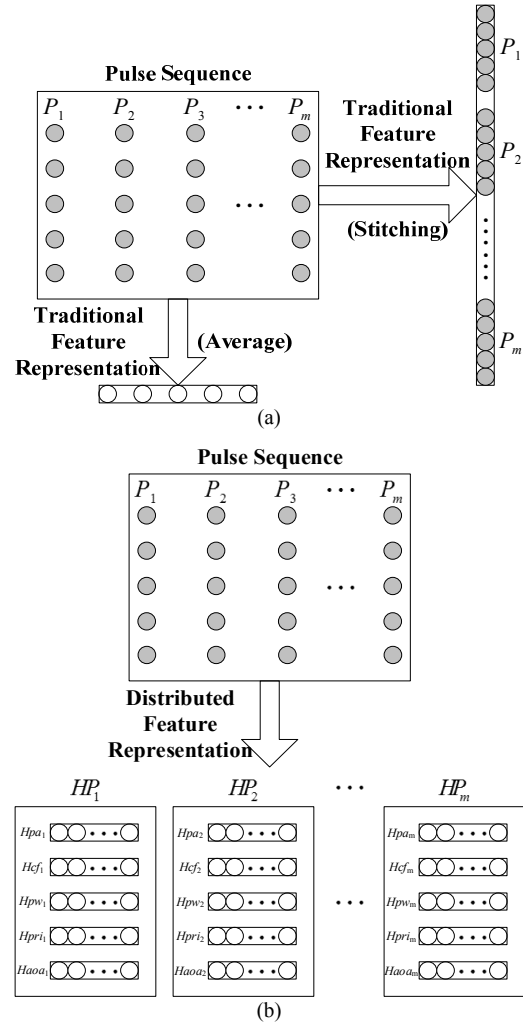 Pulse Sequence
P1 P2 P3 ··· Pm
···
Traditional
Feature
Representation
(Stitching)
P1
P2
Pm
Traditional
Feature
Representation
(Average)
(a)
Pulse Sequence
P1 P2 P3 ··· Pm
···
Distributed
Feature
Representation
HP1 HP2 ··· HPm
Hpa1 ··· Hpa2 ··· Hpam ···
Hcf1 ··· Hcf2 ··· Hcfm ···
Hpw1 ··· Hpw2 ··· ··· Hpwm ···
Hpri1 ··· Hpri2 ··· Hprim ···
Haoa1 ··· Haoa2 ··· Haoam ···
(b)